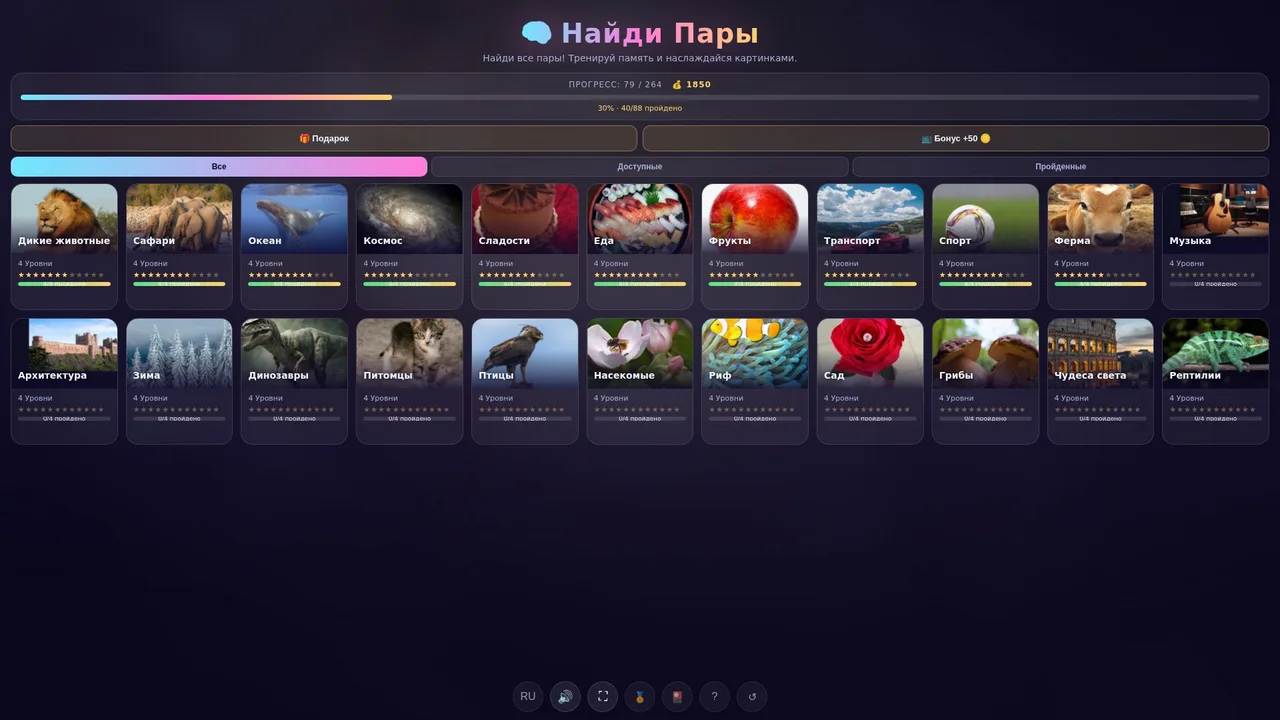 Найди Пары
Найди все пары! Тренируй память и наслаждайся картинками.
ПРОГРЕСС: 79 / 264 1850
30% · 40/88 пройдено
Подарок
Бонус +50
Все
Доступные
Пройденные
Дикие животные
4 Уровни
Сафари
4 Уровни
Океан
4 Уровни
Космос
4 Уровни
Сладости
4 Уровни
Еда
4 Уровни
Фрукты
4 Уровни
Транспорт
4 Уровни
Спорт
4 Уровни
Ферма
4 Уровни
Музыка
4 Уровни
0/4 пройдено
Архитектура
4 Уровни
0/4 пройдено
Зима
4 Уровни
0/4 пройдено
Динозавры
4 Уровни
0/4 пройдено
Питомцы
4 Уровни
0/4 пройдено
Птицы
4 Уровни
0/4 пройдено
Насекомые
4 Уровни
0/4 пройдено
Риф
4 Уровни
0/4 пройдено
Сад
4 Уровни
0/4 пройдено
Грибы
4 Уровни
0/4 пройдено
Чудеса света
4 Уровни
0/4 пройдено
Рептилии
4 Уровни
0/4 пройдено
RU
?